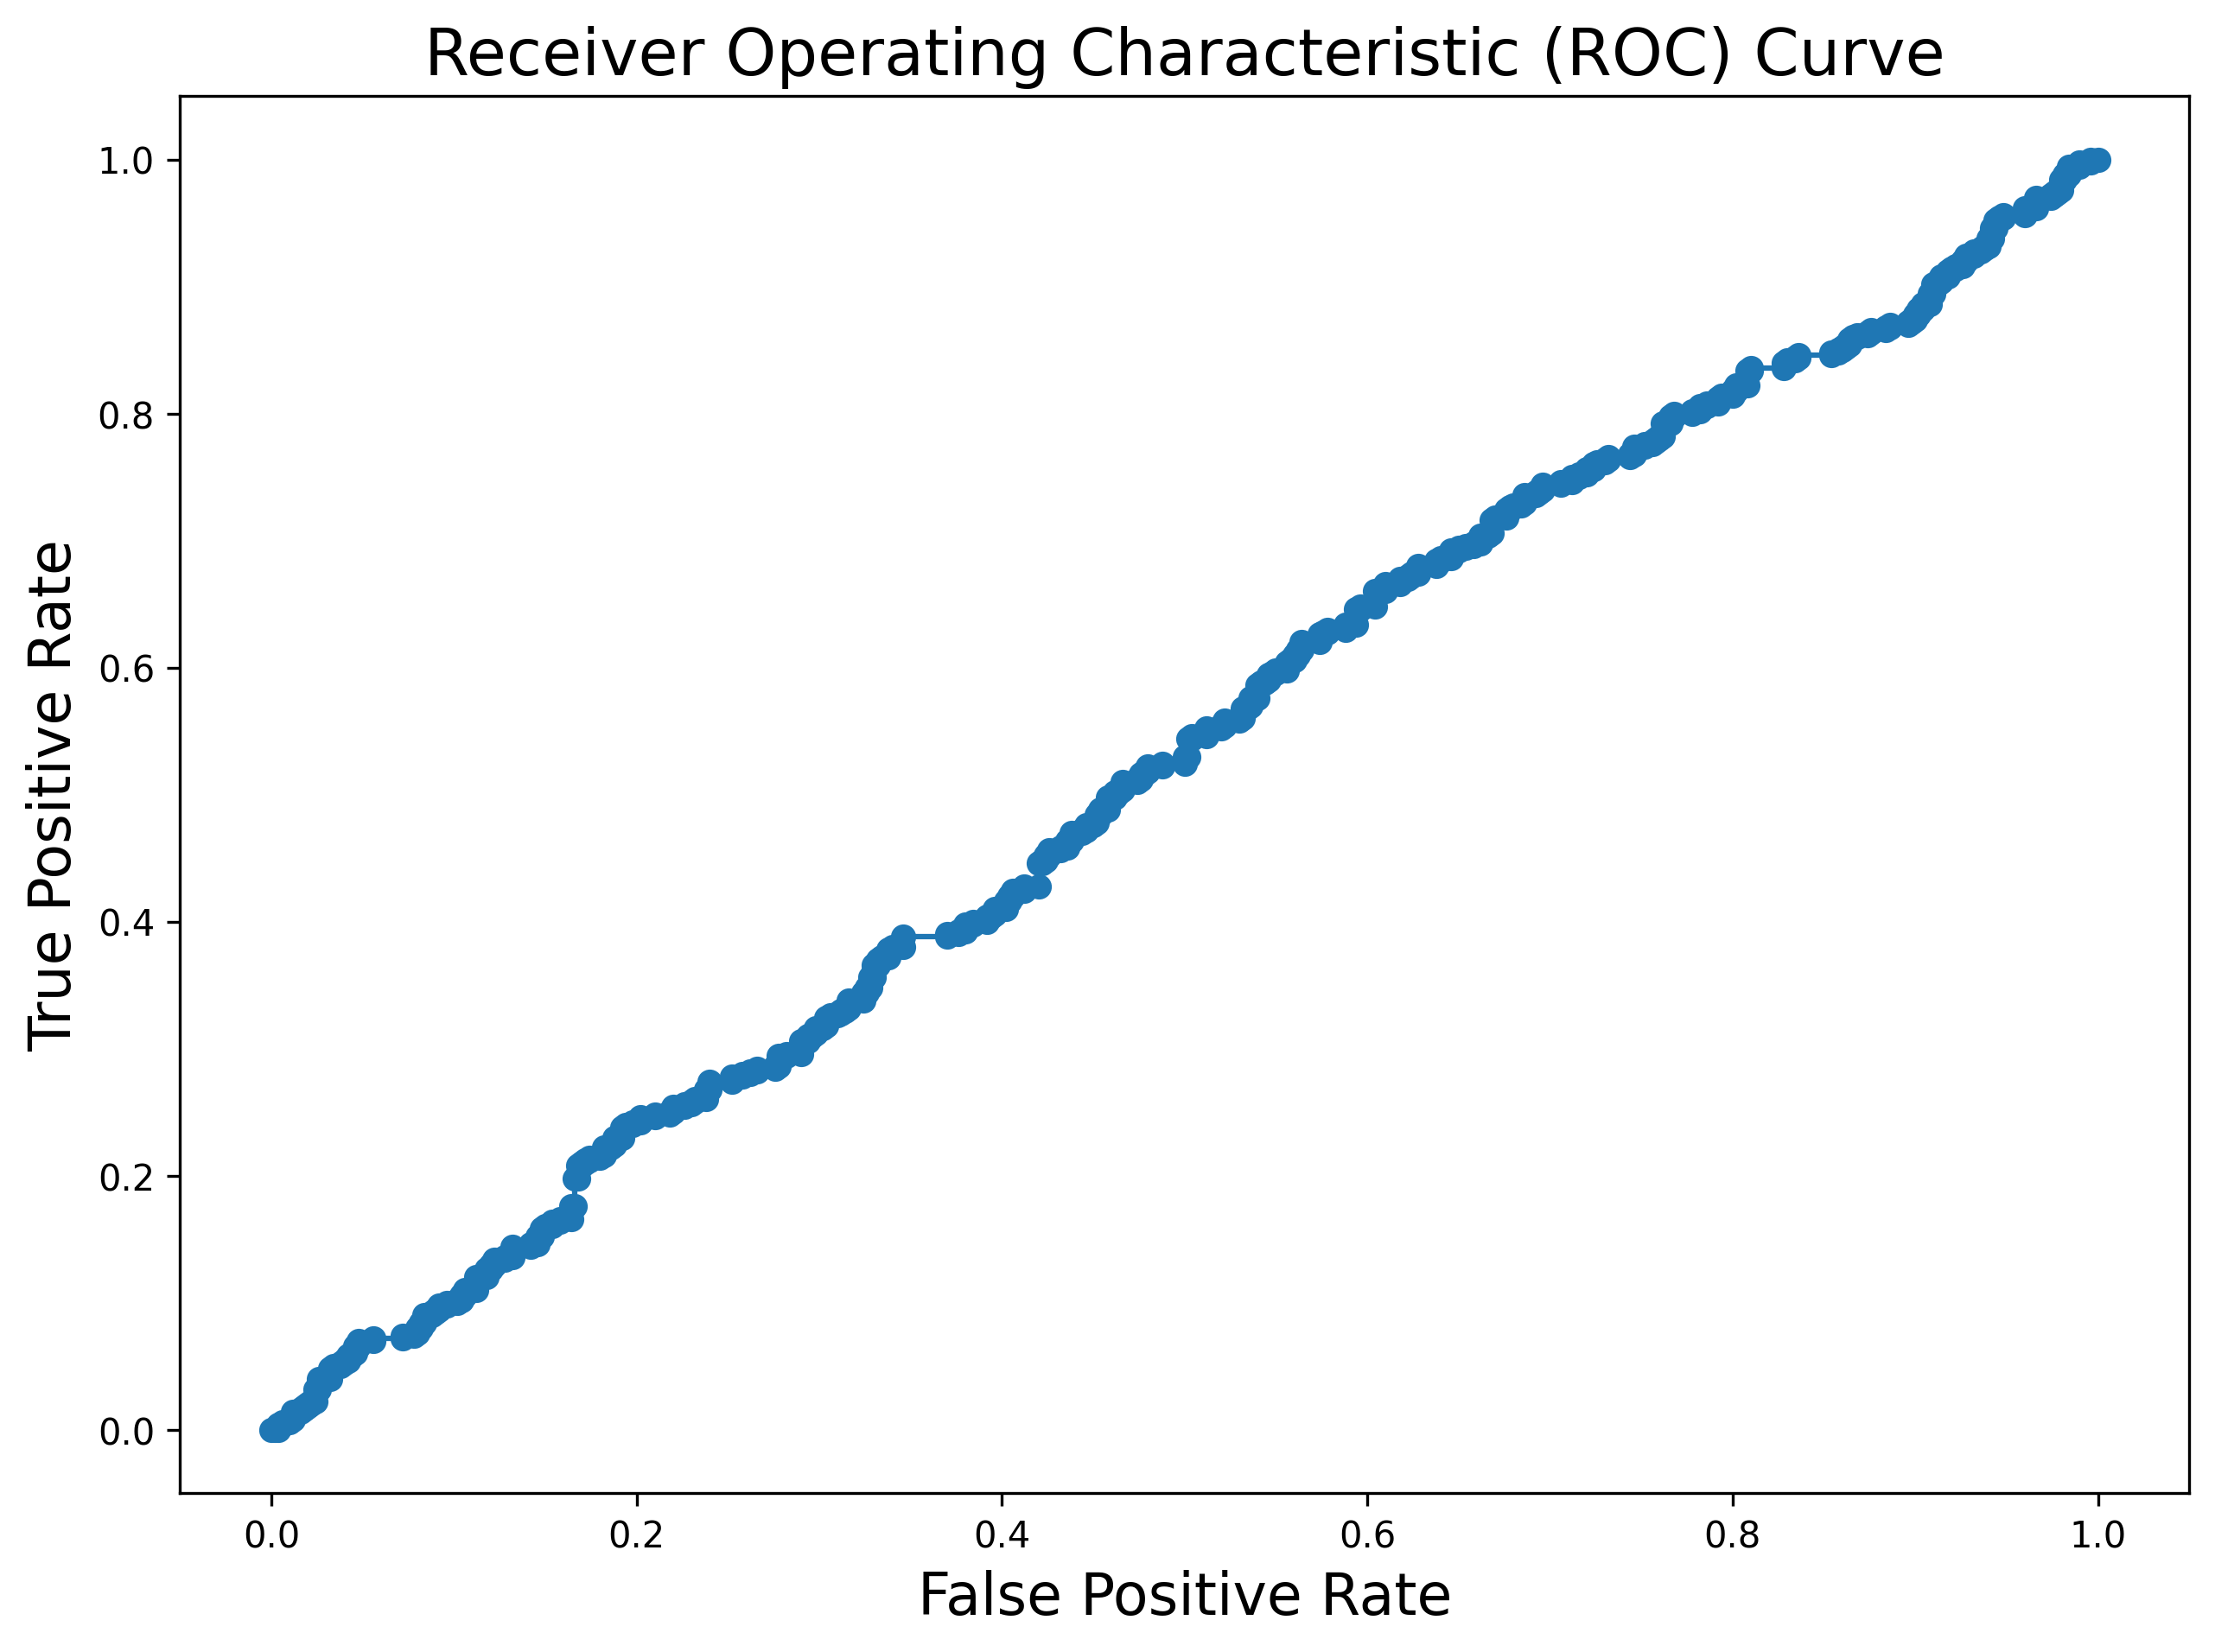 Receiver Operating Characteristic (ROC) Curve
True Positive Rate
1.0
0.8
0.6
0.4
0.2
0.0
0.0 0.2 0.4 0.6 0.8 1.0
False Positive Rate